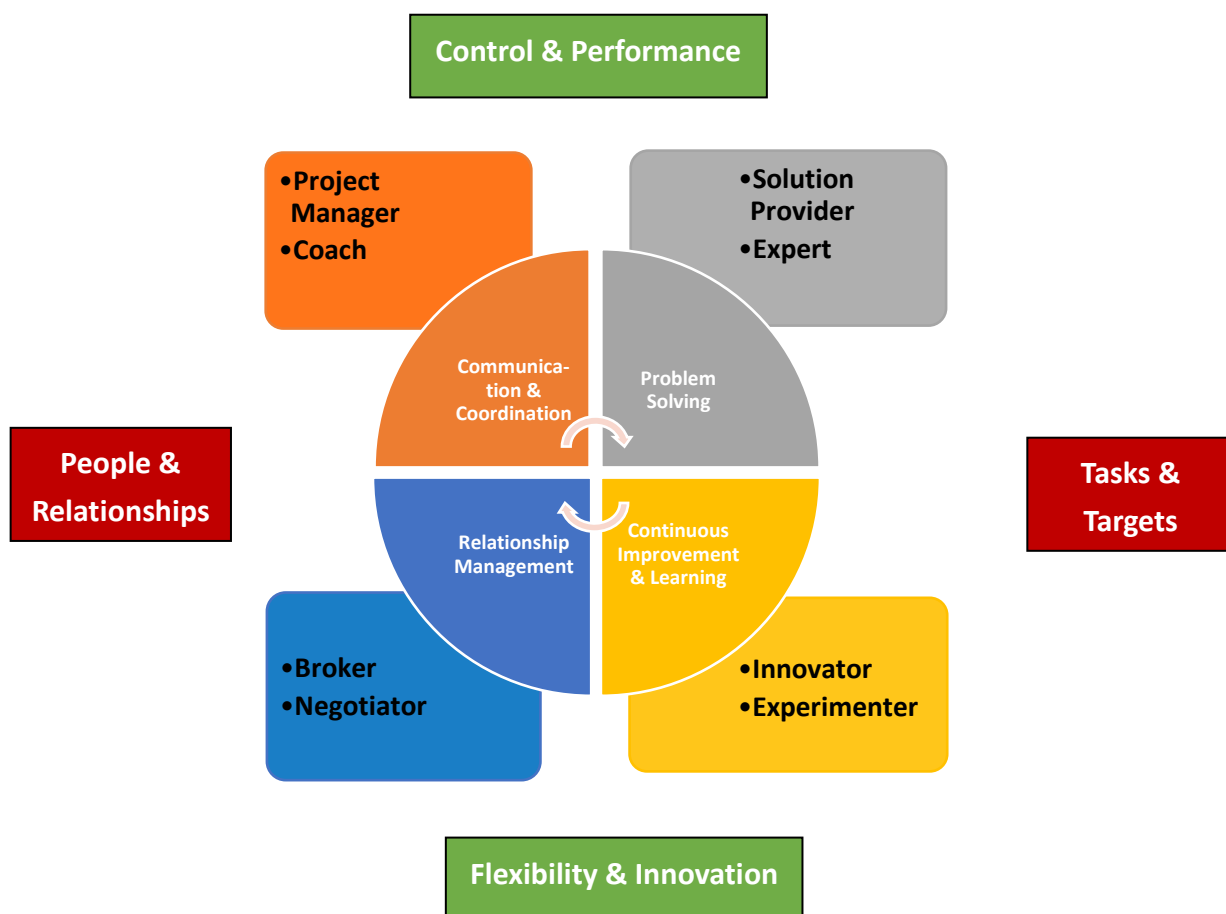 Control & Performance
•Project
Manager
•Coach
•Solution
Provider
•Expert
Communica-
tion &
Coordination
Problem
Solving
People &
Relationships
Tasks &
Targets
Relationship
Management
Continuous
Improvement
& Learning
•Broker
•Negotiator
•Innovator
•Experimenter
Flexibility & Innovation